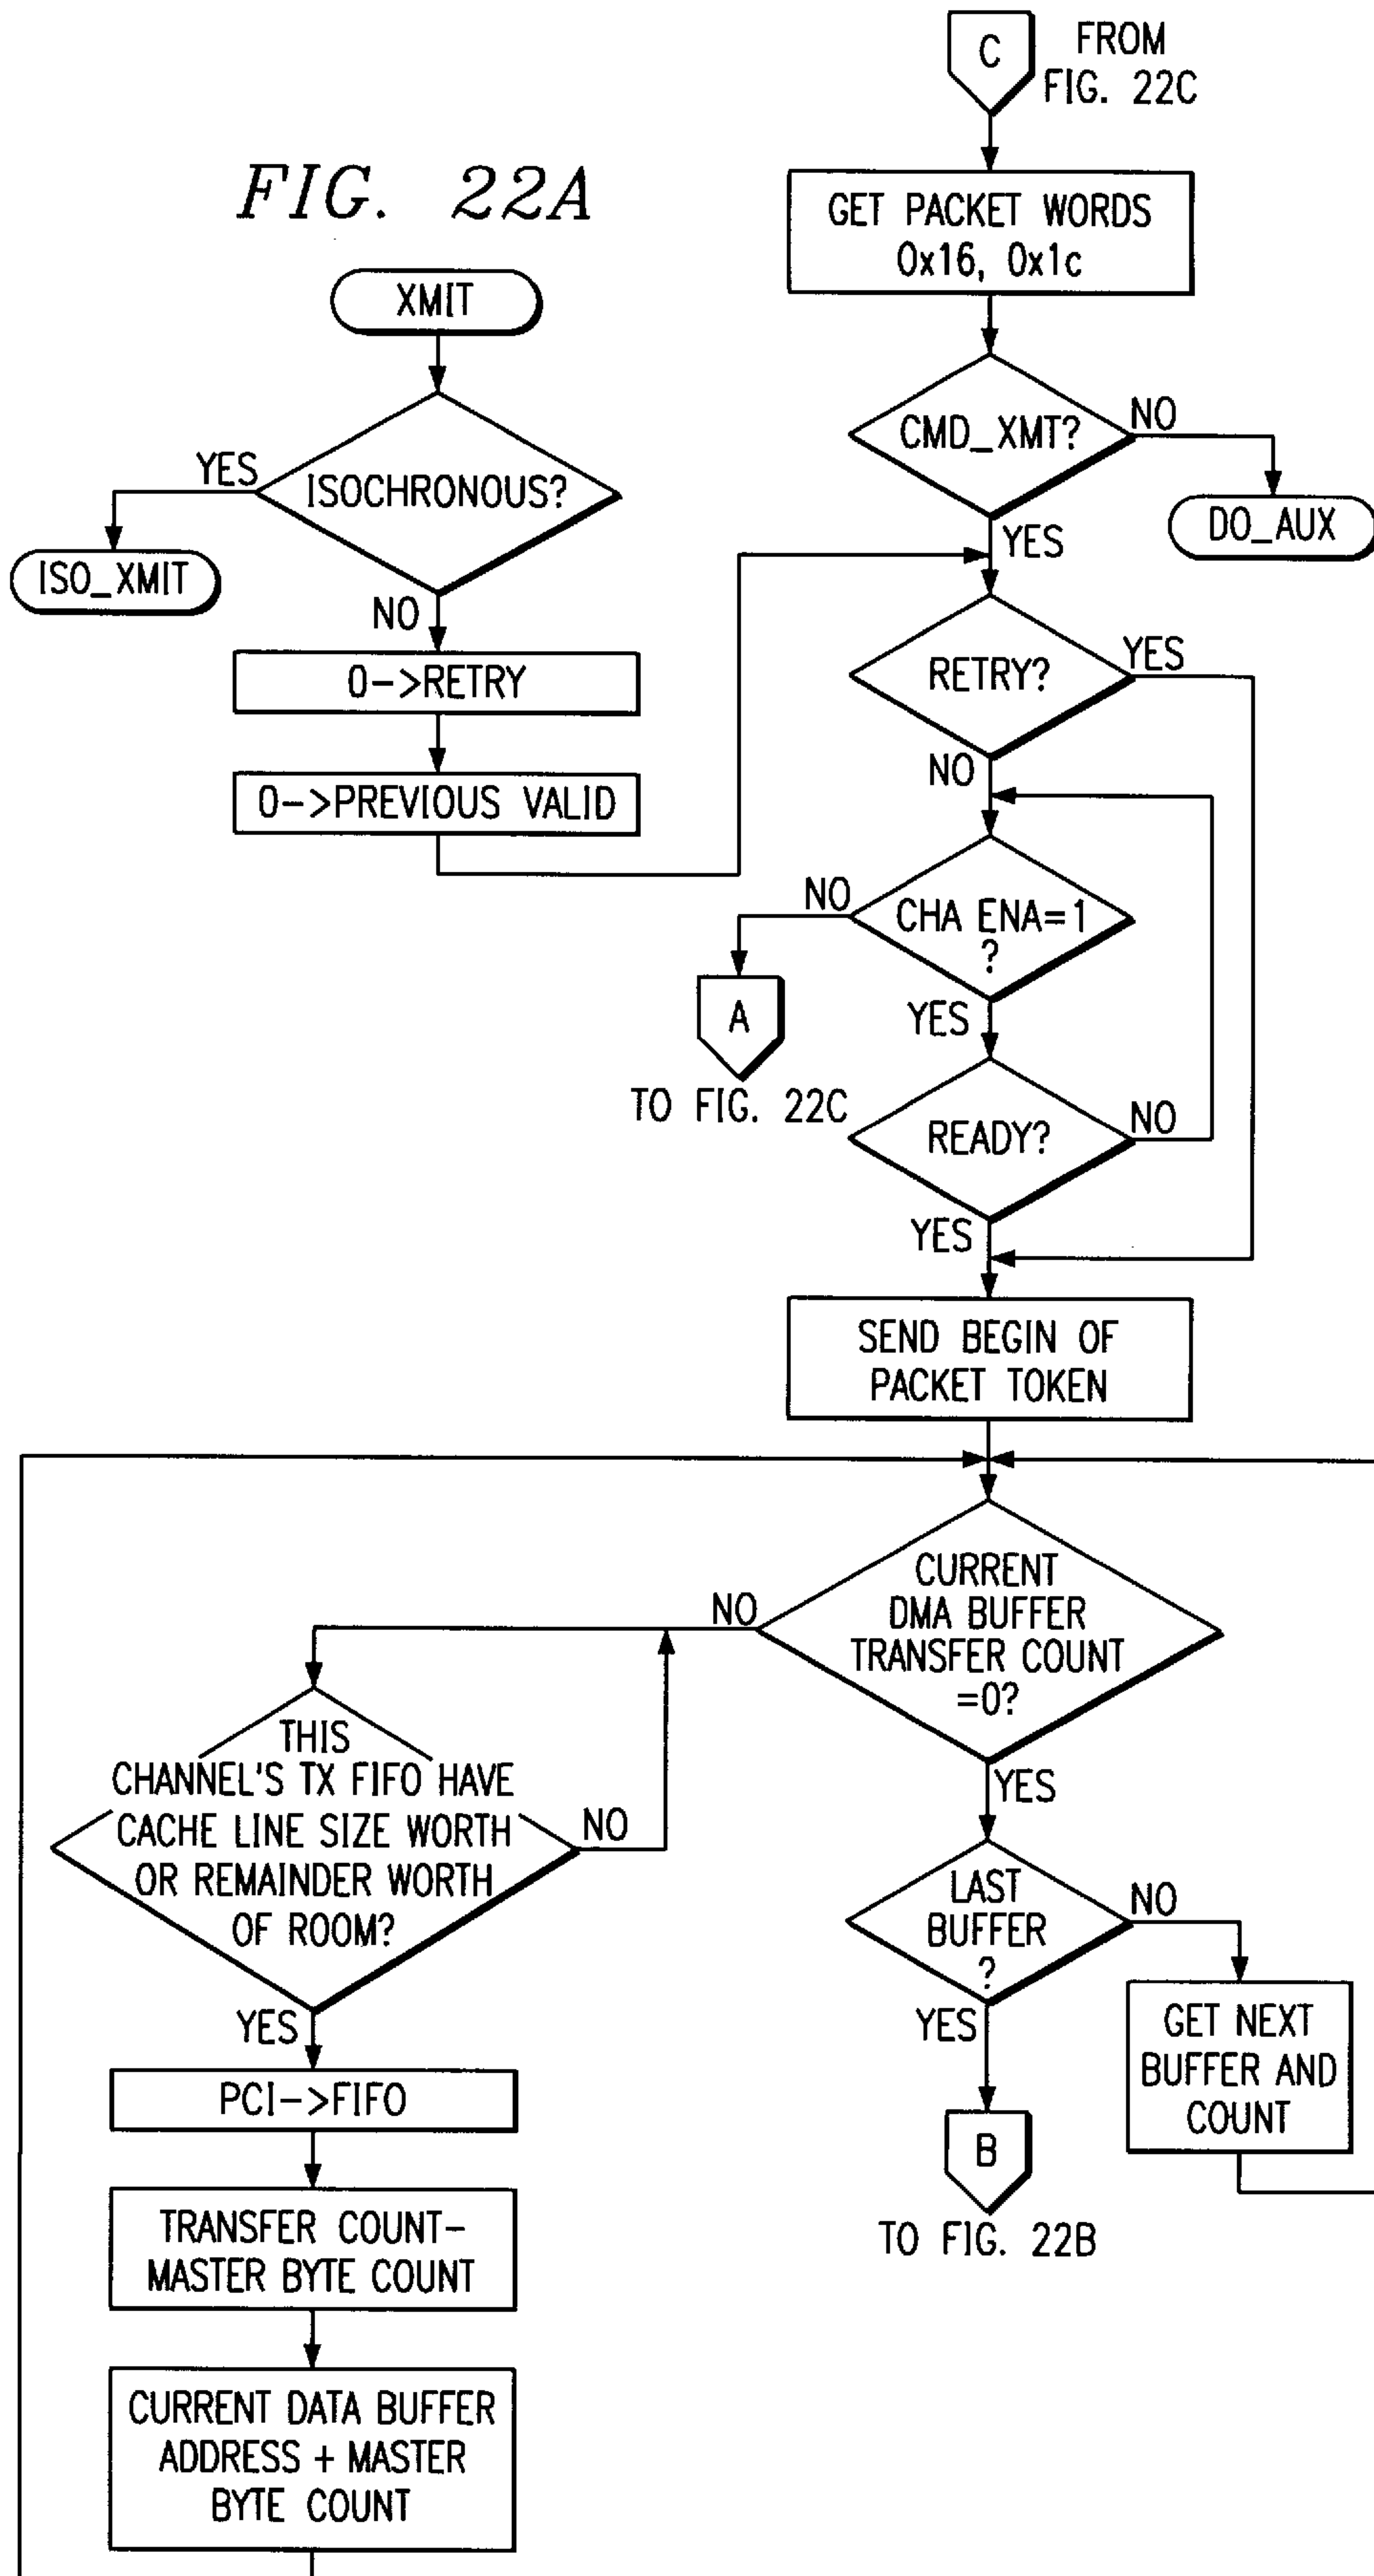 FIG. 22A
C
FROM
FIG. 22C
GET PACKET WORDS
0x16, 0x1c
XMIT
ISOCHRONOUS?
YES
NO
ISO_XMIT
0->RETRY
0->PREVIOUS VALID
CMD_XMT?
NO
YES
DO_AUX
RETRY?
YES
NO
CHA ENA=1
?
NO
YES
A
TO FIG. 22C
READY?
NO
YES
SEND BEGIN OF
PACKET TOKEN
CURRENT
DMA BUFFER
TRANSFER COUNT
=0?
NO
YES
THIS
CHANNEL'S TX FIFO HAVE
CACHE LINE SIZE WORTH
OR REMAINDER WORTH
OF ROOM?
NO
YES
PCI->FIFO
TRANSFER COUNT-
MASTER BYTE COUNT
CURRENT DATA BUFFER
ADDRESS + MASTER
BYTE COUNT
LAST
BUFFER
?
NO
YES
GET NEXT
BUFFER AND
COUNT
B
TO FIG. 22B